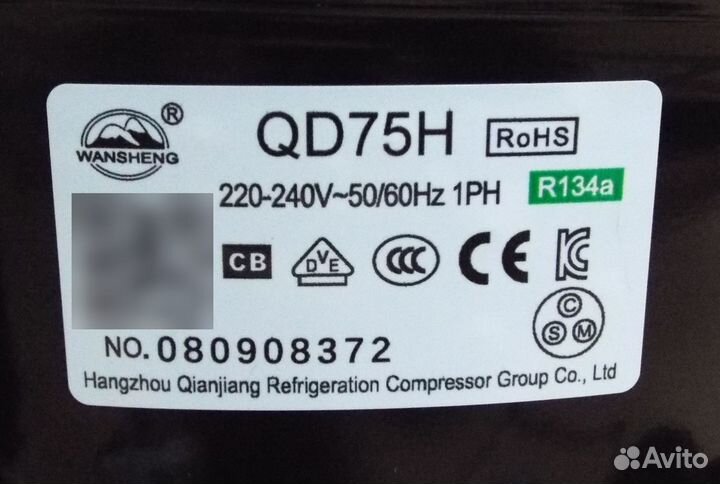 WANSHENG ®
QD75H RoHS
220-240V~50/60Hz 1PH R134a
CB DVE CCC CE KC
C S M
NO. 080908372
Hangzhou Qianjiang Refrigeration Compressor Group Co., Ltd
Avito